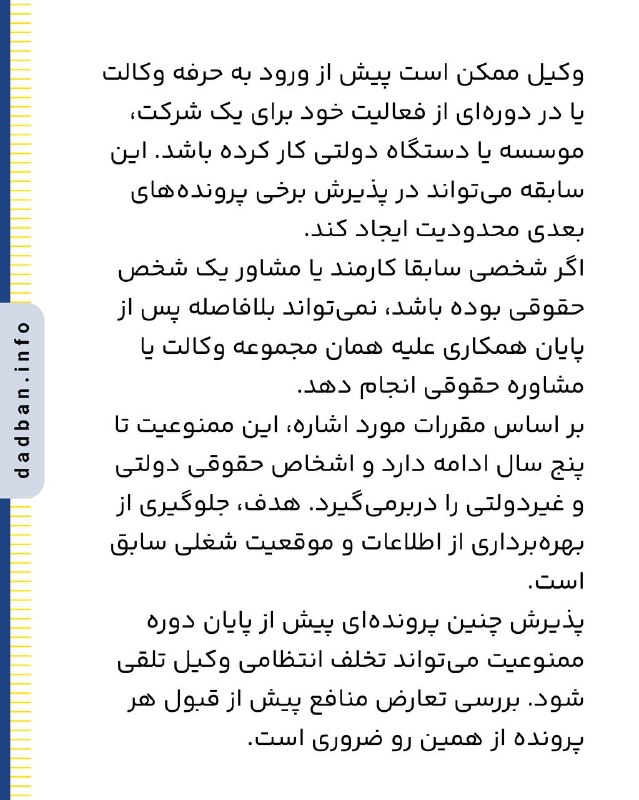 وکیل ممکن است پیش از ورود به حرفه وکالت
یا در دوره‌ای از فعالیت خود برای یک شرکت،
موسسه یا دستگاه دولتی کار کرده باشد. این
سابقه می‌تواند در پذیرش برخی پرونده‌های
بعدی محدودیت ایجاد کند.
اگر شخصی سابقا کارمند یا مشاور یک شخص
حقوقی بوده باشد، نمی‌تواند بلافاصله پس از
پایان همکاری علیه همان مجموعه وکالت یا
مشاوره حقوقی انجام دهد.
بر اساس مقررات مورد اشاره، این ممنوعیت تا
پنج سال ادامه دارد و اشخاص حقوقی دولتی
و غیردولتی را دربرمی‌گیرد. هدف، جلوگیری از
بهره‌برداری از اطلاعات و موقعیت شغلی سابق
است.
پذیرش چنین پرونده‌ای پیش از پایان دوره
ممنوعیت می‌تواند تخلف انتظامی وکیل تلقی
شود. بررسی تعارض منافع پیش از قبول هر
پرونده از همین رو ضروری است.
dadban.info